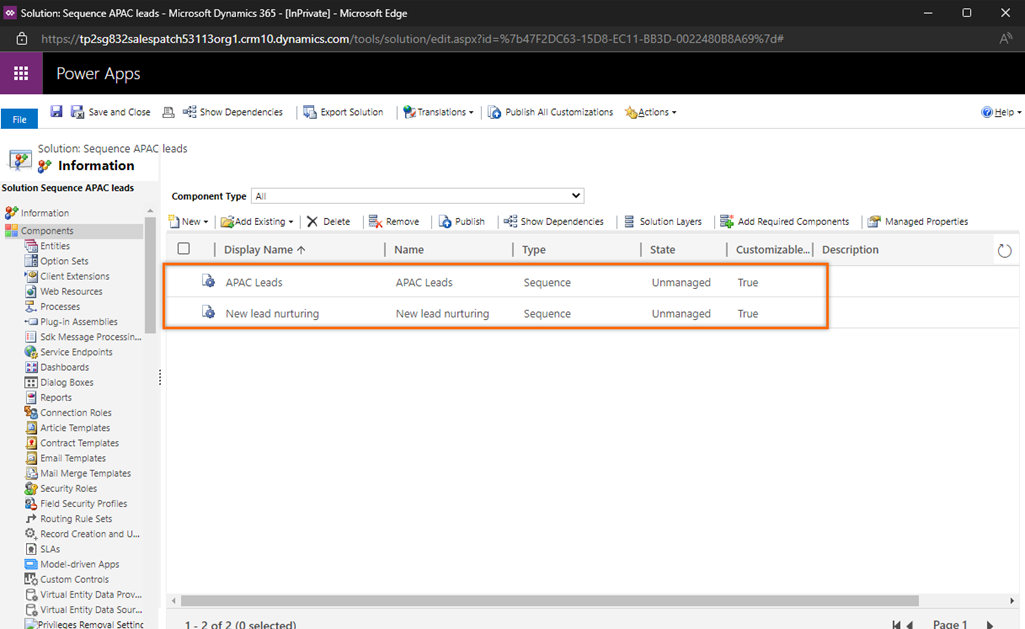 Solution: Sequence APAC leads - Microsoft Dynamics 365 - [InPrivate] - Microsoft Edge
https://tp2sg832salespatch53113org1.crm10.dynamics.com/tools/solution/edit.aspx?id=%7b47F2DC63-15D8-EC11-BB3D-0022480B8A69%7d#
Power Apps
File Save and Close Show Dependencies Export Solution Translations Publish All Customizations Actions Help
Solution: Sequence APAC leads
Information
Solution Sequence APAC leads
Information
Components
Entities
Option Sets
Client Extensions
Web Resources
Processes
Plug-in Assemblies
Sdk Message Processin...
Service Endpoints
Dashboards
Dialog Boxes
Reports
Connection Roles
Article Templates
Contract Templates
Email Templates
Mail Merge Templates
Security Roles
Field Security Profiles
Routing Rule Sets
Record Creation and U...
SLAs
Model-driven Apps
Custom Controls
Virtual Entity Data Prov...
Virtual Entity Data Sour...
Privileges Removal Setting
Component Type All
New Add Existing Delete Remove Publish Show Dependencies Solution Layers Add Required Components Managed Properties
Display Name Name Type State Customizable... Description
APAC Leads APAC Leads Sequence Unmanaged True
New lead nurturing New lead nurturing Sequence Unmanaged True
1 - 2 of 2 (0 selected) Page 1